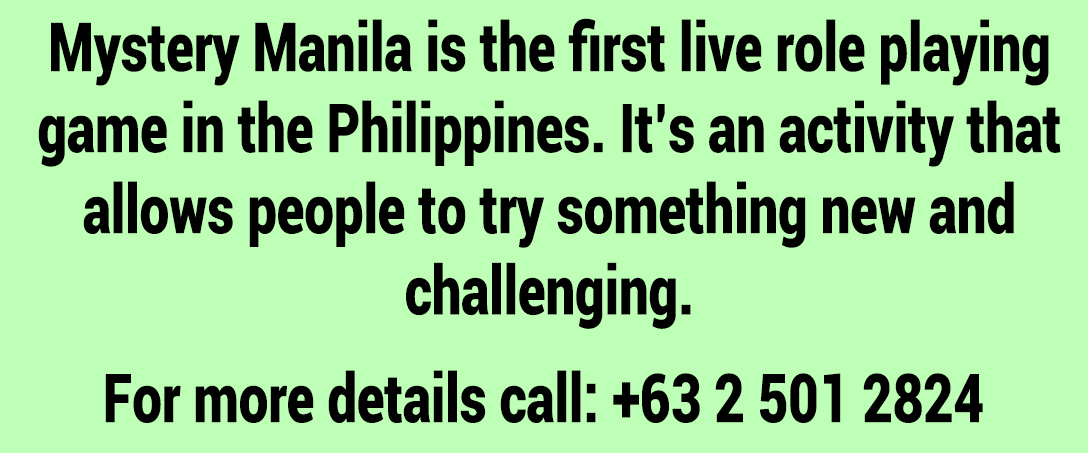 Mystery Manila is the first live role playing
game in the Philippines. It's an activity that
allows people to try something new and
challenging.
For more details call: +63 2 501 2824